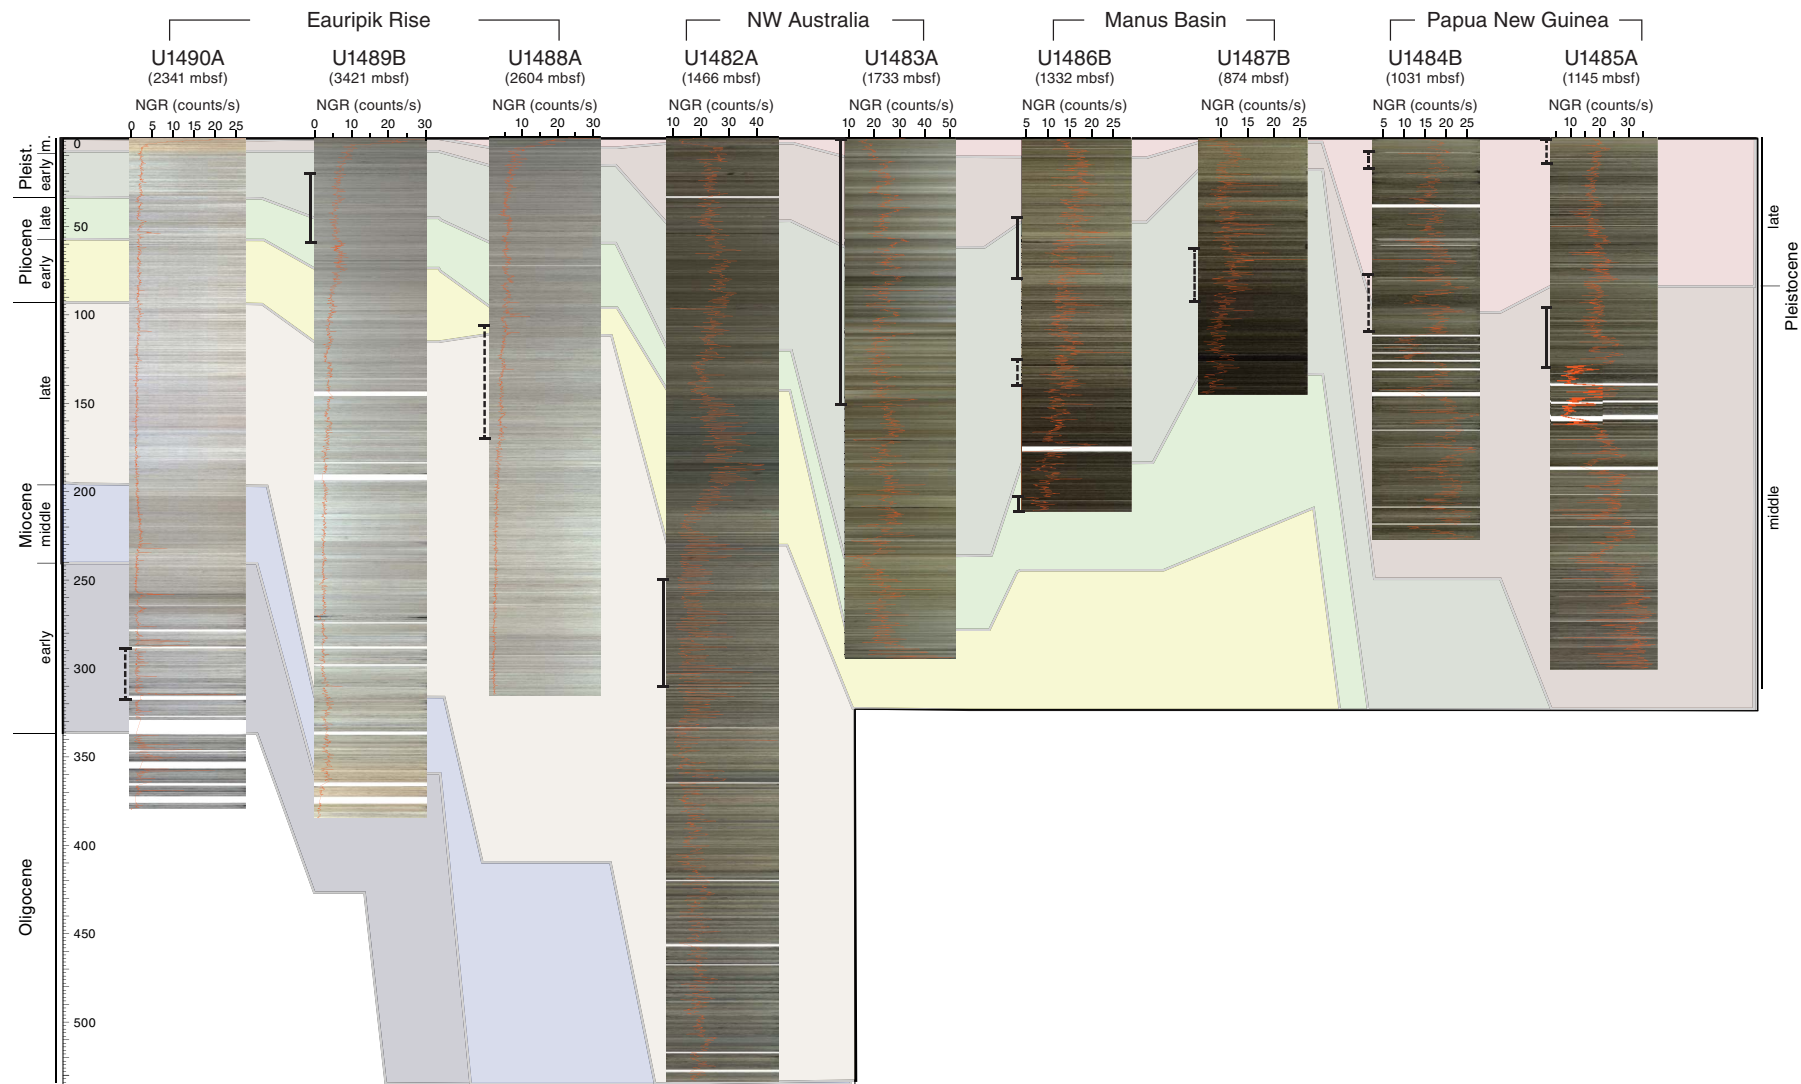 Eauripik Rise NW Australia Manus Basin Papua New Guinea
U1490A U1489B U1488A U1482A U1483A U1486B U1487B U1484B U1485A
(2341 mbsf) (3421 mbsf) (2604 mbsf) (1466 mbsf) (1733 mbsf) (1332 mbsf) (874 mbsf) (1031 mbsf) (1145 mbsf)
NGR (counts/s) NGR (counts/s) NGR (counts/s) NGR (counts/s) NGR (counts/s) NGR (counts/s) NGR (counts/s) NGR (counts/s) NGR (counts/s)
0 5 10 15 20 25 0 10 20 30 10 20 30 10 20 30 40 10 20 30 40 50 5 10 15 20 25 10 15 20 25 5 10 15 20 25 10 20 30
0
50
100
150
200
250
300
350
400
450
500
Pleist.
m.
early
Pliocene
late
early
Miocene
late
middle
early
Oligocene
late
middle
Pleistocene